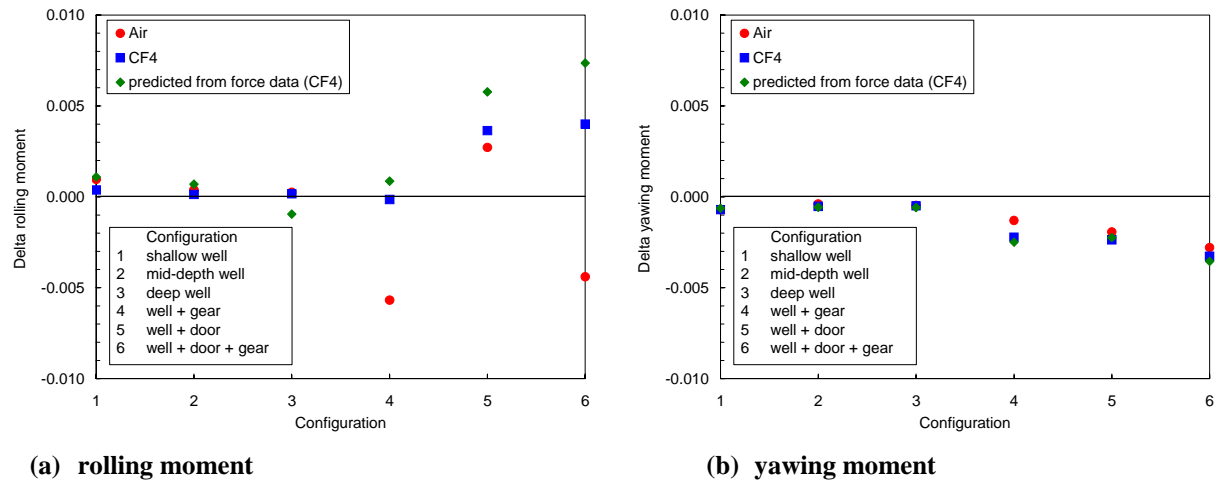 0.010
Air
CF4
predicted from force data (CF4)
0.005
0.000
-0.005
-0.010
Delta rolling moment
Configuration
1 shallow well
2 mid-depth well
3 deep well
4 well + gear
5 well + door
6 well + door + gear
1 2 3 4 5 6
Configuration
(a) rolling moment
0.010
Air
CF4
predicted from force data (CF4)
0.005
0.000
-0.005
-0.010
Delta yawing moment
Configuration
1 shallow well
2 mid-depth well
3 deep well
4 well + gear
5 well + door
6 well + door + gear
1 2 3 4 5 6
Configuration
(b) yawing moment